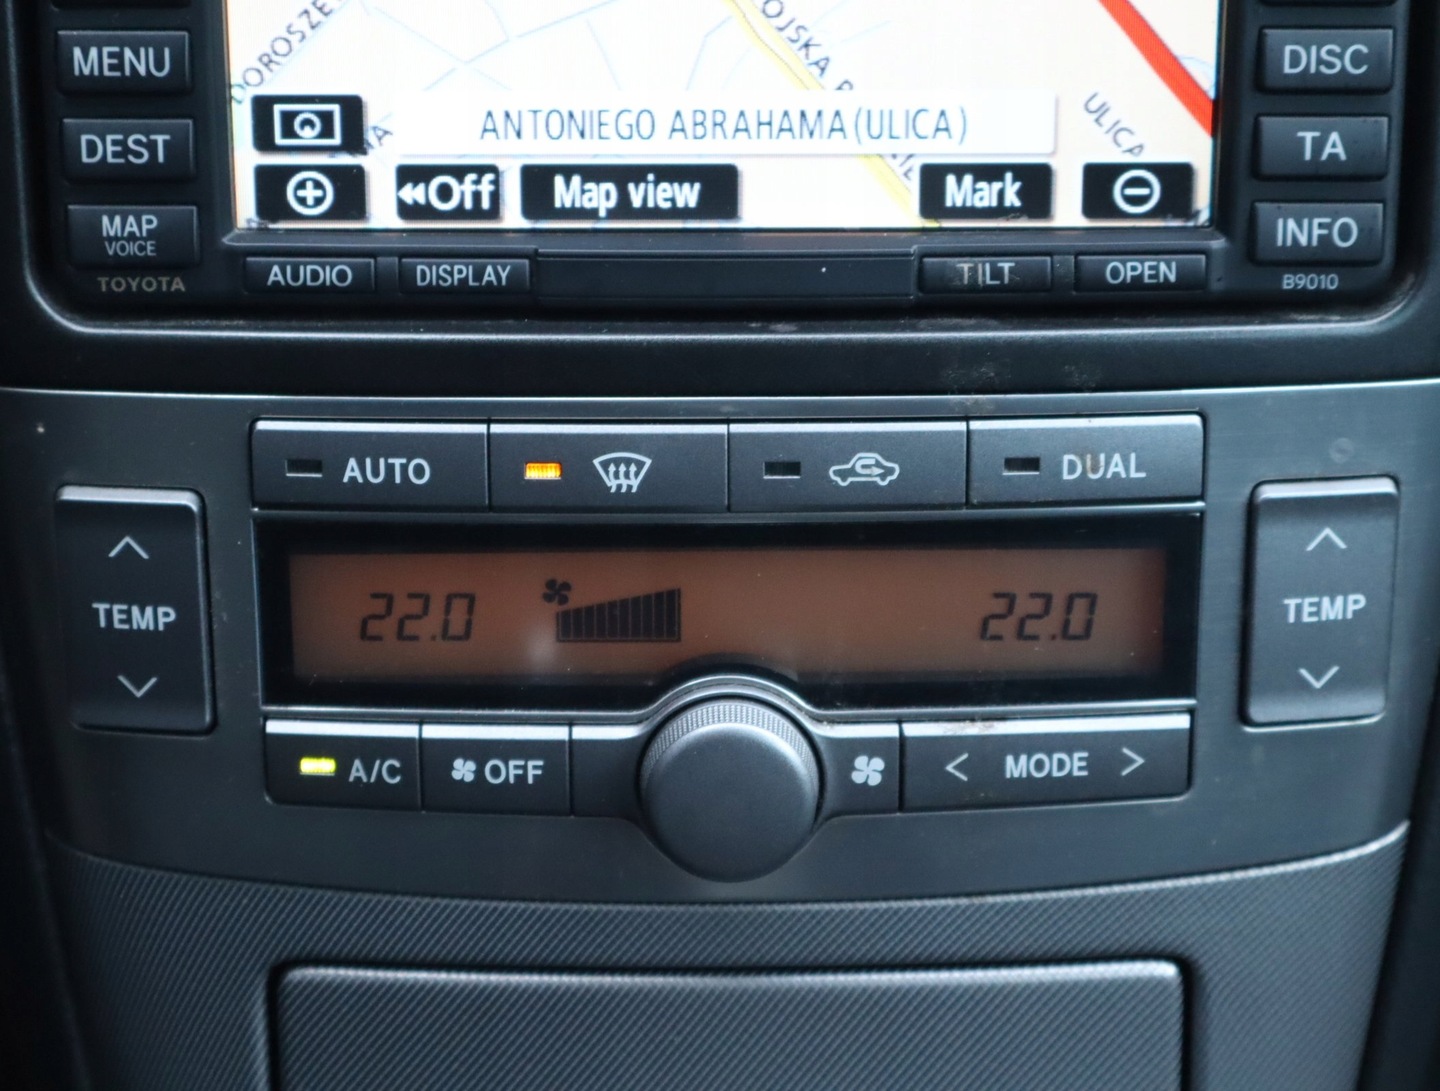 MENU
DEST
MAP
VOICE
TOYOTA
ANTONIEGO ABRAHAMA (ULICA)
Off
Map view
Mark
ULICA
DISC
TA
INFO
B9010
AUDIO
DISPLAY
TILT
OPEN
AUTO
DUAL
TEMP
22.0
22.0
TEMP
A/C
OFF
MODE